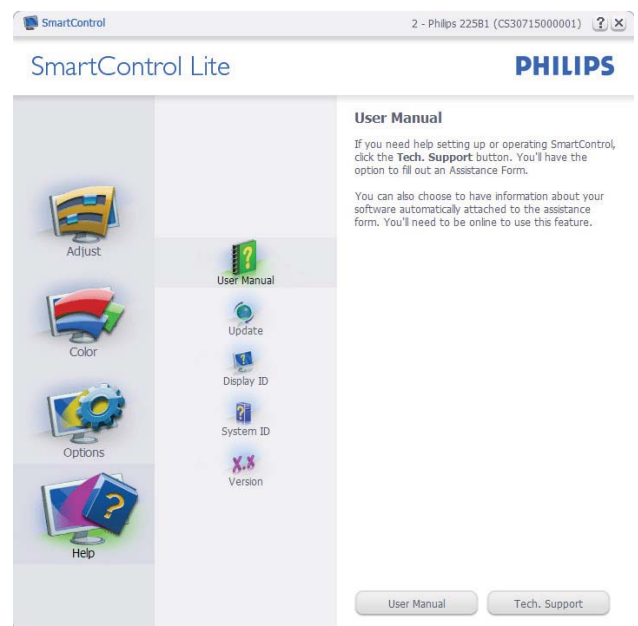 SmartControl
2 - Philips 225B1 (CS30715000001)
SmartControl Lite
PHILIPS
Adjust
Color
Options
Help
User Manual
Update
Display ID
System ID
X.X
Version
User Manual
If you need help setting up or operating SmartControl,
click the Tech. Support button. You'll have the
option to fill out an Assistance Form.
You can also choose to have information about your
software automatically attached to the assistance
form. You'll need to be online to use this feature.
User Manual
Tech. Support